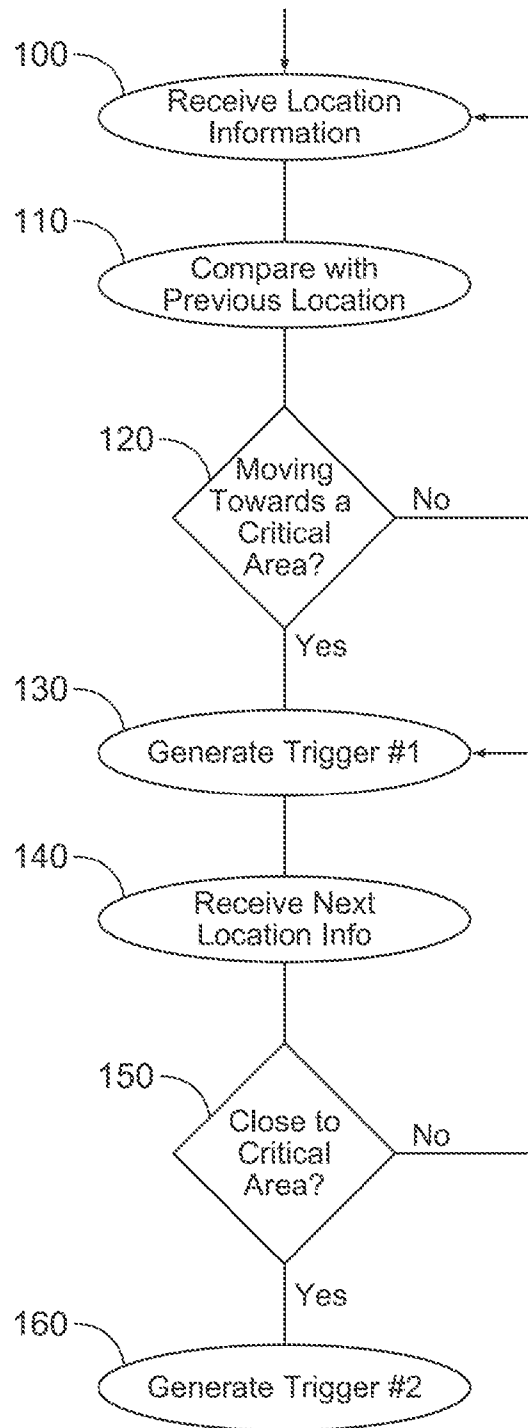 100
Receive Location
Information
110
Compare with
Previous Location
120
Moving
Towards a
Critical
Area?
No
Yes
130
Generate Trigger #1
140
Receive Next
Location Info
150
Close to
Critical
Area?
No
Yes
160
Generate Trigger #2